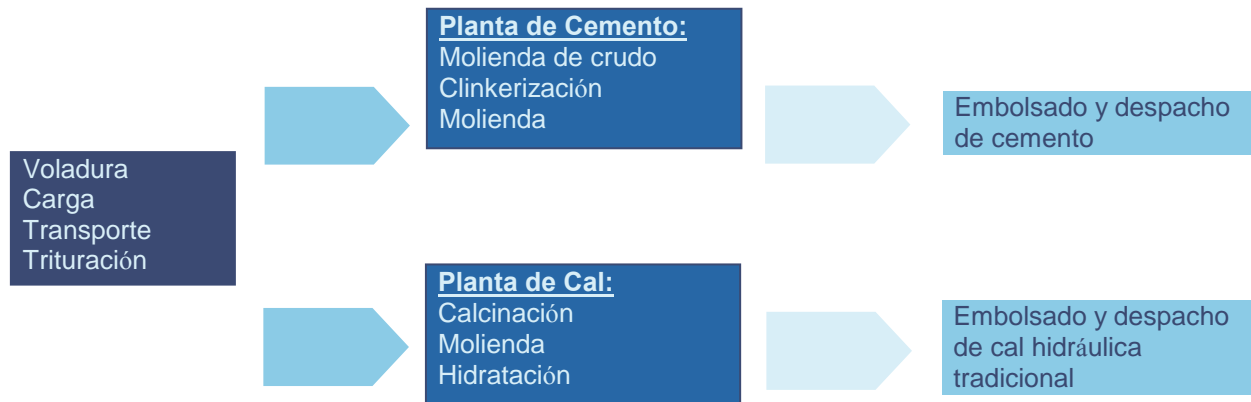 Voladura
Carga
Transporte
Trituración
Planta de Cemento:
Molienda de crudo
Clinkerización
Molienda
Embolsado y despacho
de cemento
Planta de Cal:
Calcinación
Molienda
Hidratación
Embolsado y despacho
de cal hidráulica
tradicional